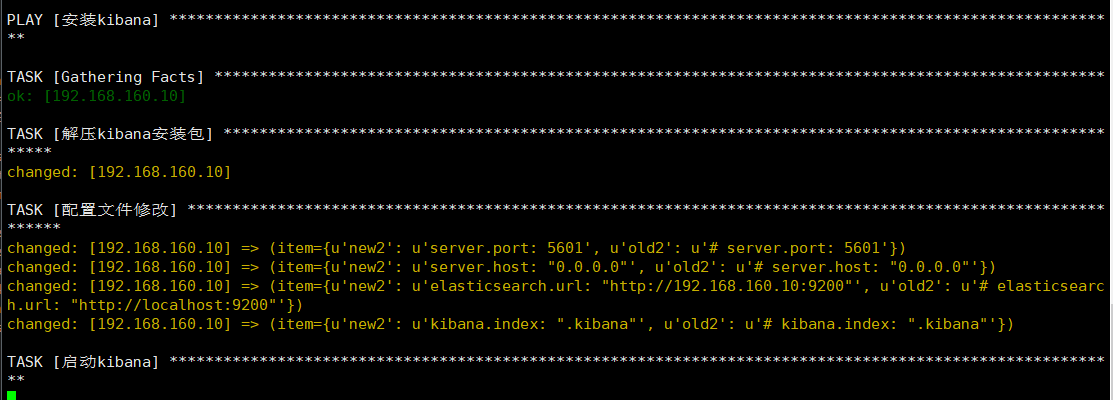 PLAY [安装kibana] ********************************************************************************************************
**
TASK [Gathering Facts] ***************************************************************************************************
ok: [192.168.160.10]
TASK [解压kibana安装包] **************************************************************************************************
*****
changed: [192.168.160.10]
TASK [配置文件修改] ******************************************************************************************************
******
changed: [192.168.160.10] => (item={u'new2': u'server.port: 5601', u'old2': u'# server.port: 5601'})
changed: [192.168.160.10] => (item={u'new2': u'server.host: "0.0.0.0"', u'old2': u'# server.host: "0.0.0.0"'})
changed: [192.168.160.10] => (item={u'new2': u'elasticsearch.url: "http://192.168.160.10:9200"', u'old2': u'# elasticsearc
h.url: "http://localhost:9200"'})
changed: [192.168.160.10] => (item={u'new2': u'kibana.index: ".kibana"', u'old2': u'# kibana.index: ".kibana"'})
TASK [启动kibana] ********************************************************************************************************
**